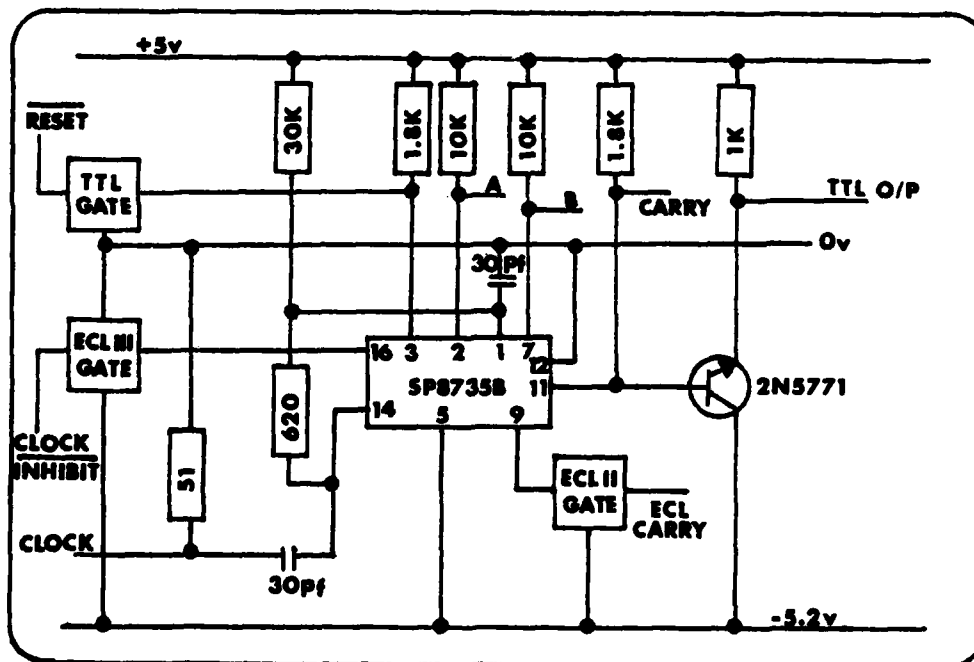 +5v
RESET
30K
1.8K
10K
10K
1.8K
1K
A
B
CARRY
TTL O/P
TTL
GATE
0v
30Pf
ECL III
GATE
16 3 2 1 7
12
SP8735B
11
14
5
9
2N5771
620
CLOCK
INHIBIT
51
ECL II
GATE
ECL
CARRY
CLOCK
30Pf
-5.2v